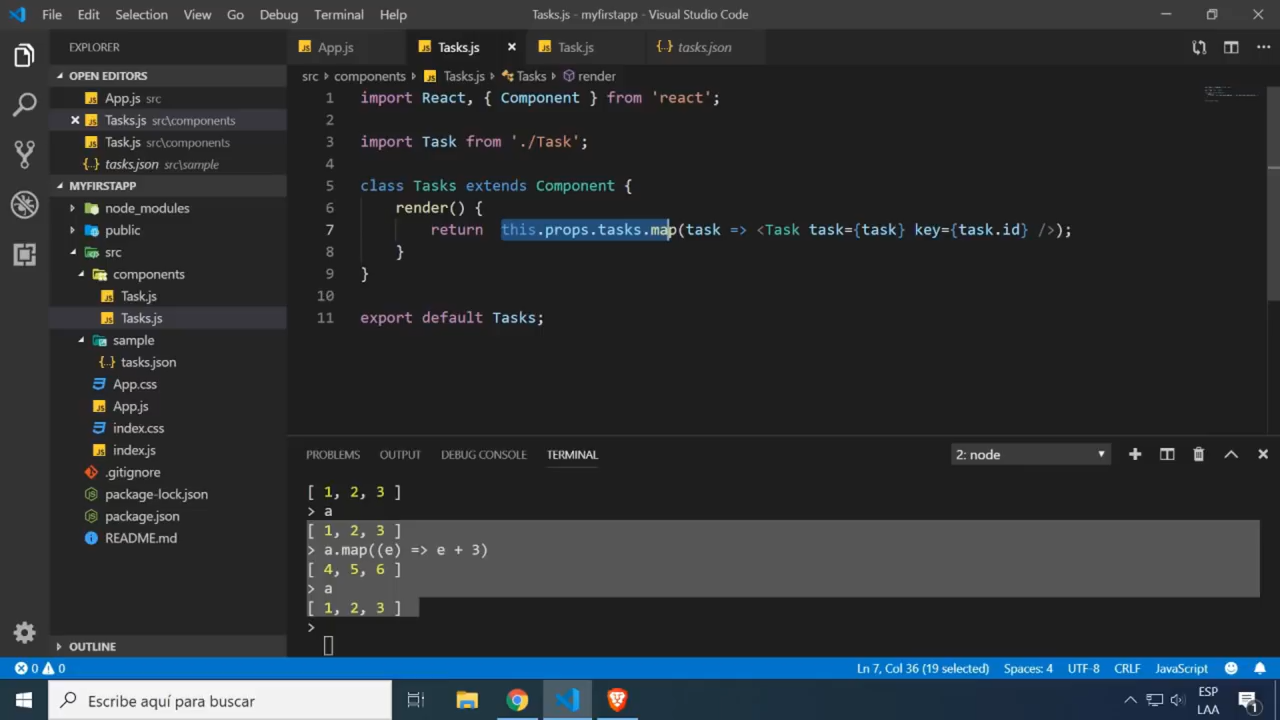 File Edit Selection View Go Debug Terminal Help
Tasks.js - myfirstapp - Visual Studio Code
EXPLORER
OPEN EDITORS
App.js src
Tasks.js src\components
Task.js src\components
{..} tasks.json src\sample
MYFIRSTAPP
node_modules
public
src
components
Task.js
Tasks.js
sample
{..} tasks.json
App.css
App.js
index.css
index.js
.gitignore
package-lock.json
package.json
README.md
OUTLINE
App.js
Tasks.js
Task.js
{..} tasks.json
src › components › Tasks.js › Tasks › render
1 import React, { Component } from 'react';
2
3 import Task from './Task';
4
5 class Tasks extends Component {
6 render() {
7 return this.props.tasks.map(task => <Task task={task} key={task.id} />);
8 }
9 }
10
11 export default Tasks;
PROBLEMS OUTPUT DEBUG CONSOLE TERMINAL
2: node
[ 1, 2, 3 ]
> a
[ 1, 2, 3 ]
> a.map((e) => e + 3)
[ 4, 5, 6 ]
> a
[ 1, 2, 3 ]
>
0 0
Ln 7, Col 36 (19 selected) Spaces: 4 UTF-8 CRLF JavaScript
Escribe aquí para buscar
ESP
LAA
1